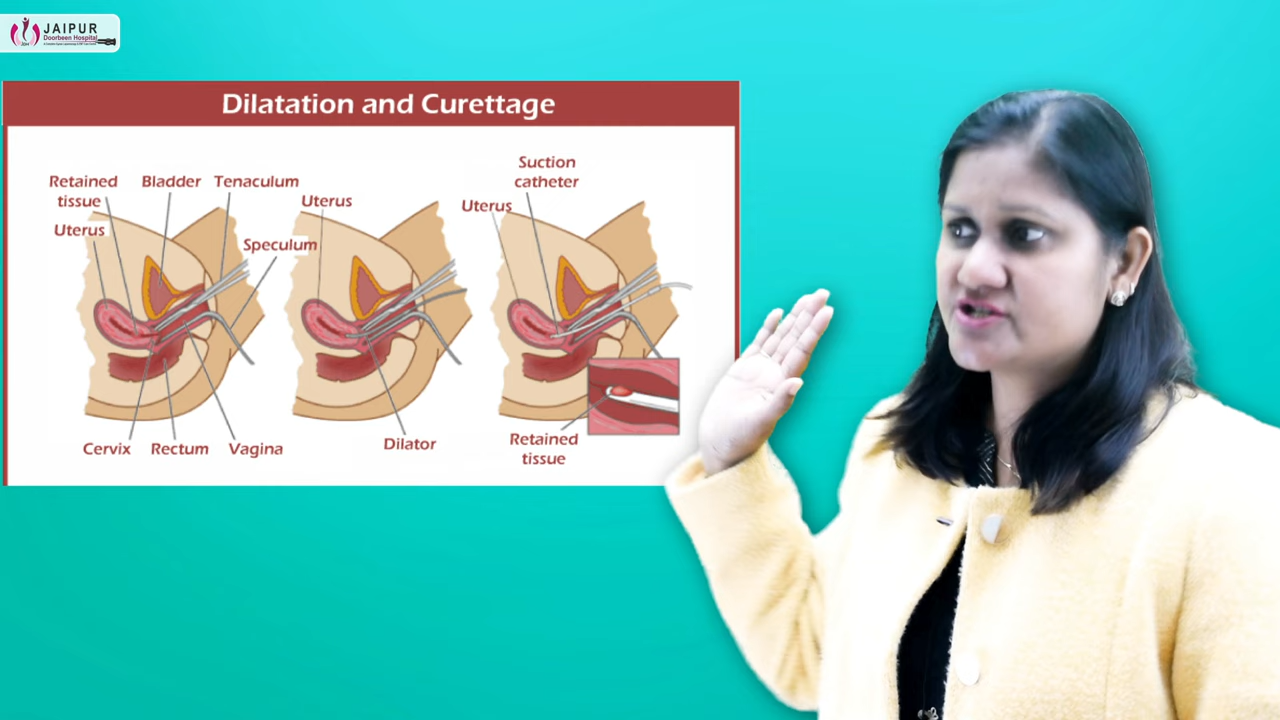 JAIPUR
Doorbeen Hospital
Dilatation and Curettage
Retained
tissue
Bladder
Tenaculum
Uterus
Speculum
Cervix
Rectum
Vagina
Uterus
Dilator
Suction
catheter
Uterus
Retained
tissue